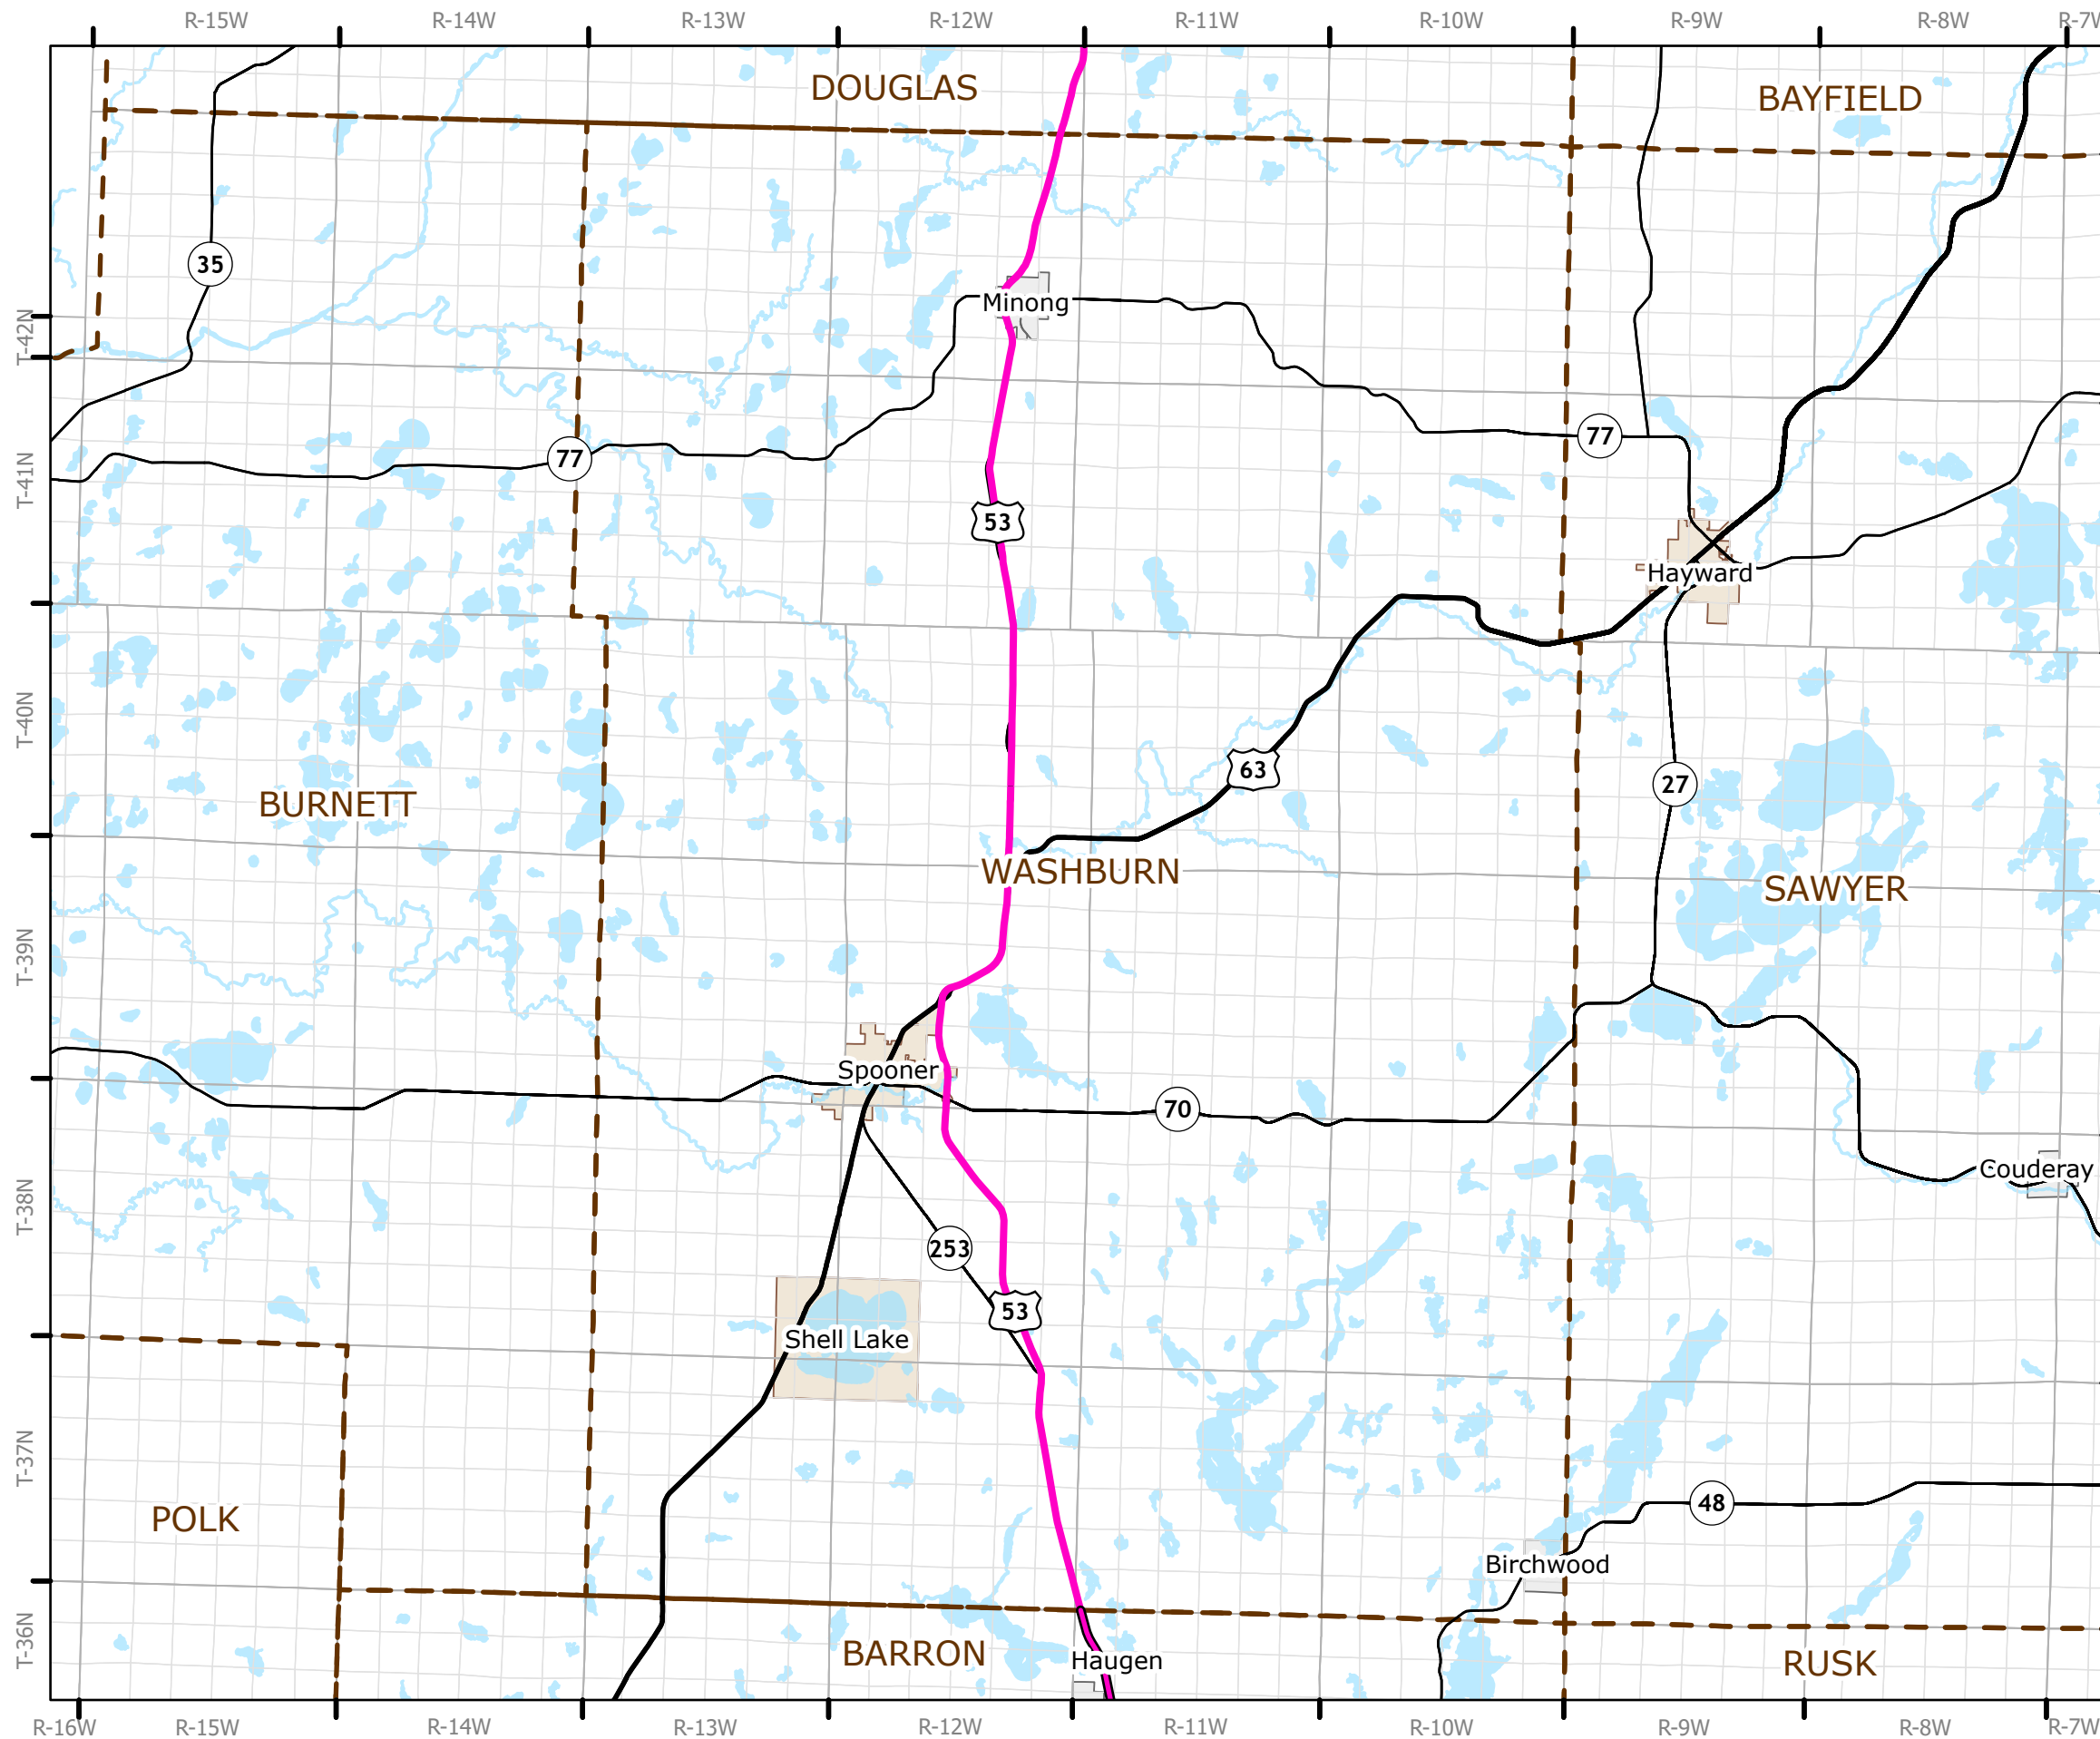 R-15W R-14W R-13W R-12W R-11W R-10W R-9W R-8W R-7W
DOUGLAS
BAYFIELD
35
Minong
T-42N
77
77
T-41N
53
Hayward
T-40N
63
27
BURNETT
WASHBURN
SAWYER
T-39N
Spooner
70
Couderay
T-38N
253
53
Shell Lake
T-37N
48
POLK
Birchwood
T-36N
BARRON
Haugen
RUSK
R-16W R-15W R-14W R-13W R-12W R-11W R-10W R-9W R-8W R-7W